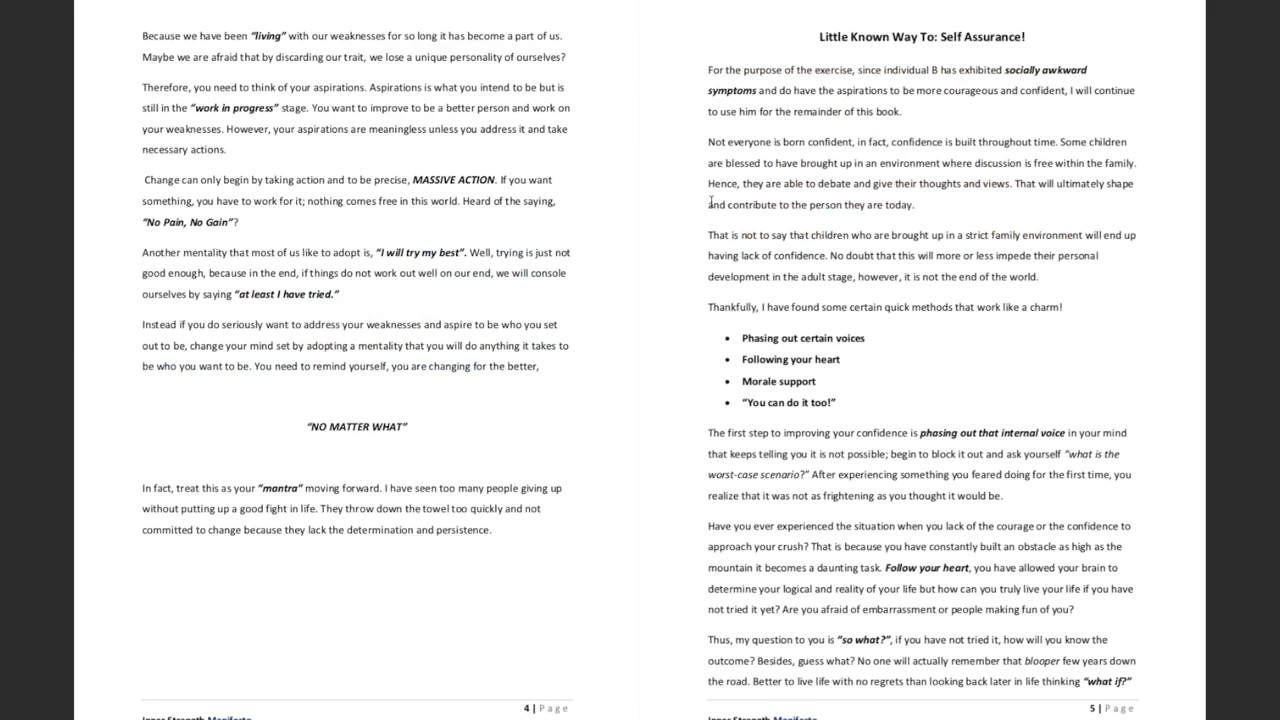 Because we have been “living” with our weaknesses for so long it has become a part of us.
Maybe we are afraid that by discarding our trait, we lose a unique personality of ourselves?
Therefore, you need to think of your aspirations. Aspirations is what you intend to be but is
still in the “work in progress” stage. You want to improve to be a better person and work on
your weaknesses. However, your aspirations are meaningless unless you address it and take
necessary actions.
Change can only begin by taking action and to be precise, MASSIVE ACTION. If you want
something, you have to work for it; nothing comes free in this world. Heard of the saying,
“No Pain, No Gain”?
Another mentality that most of us like to adopt is, “I will try my best”. Well, trying is just not
good enough, because in the end, if things do not work out well on our end, we will console
ourselves by saying “at least I have tried.”
Instead if you do seriously want to address your weaknesses and aspire to be who you set
out to be, change your mind set by adopting a mentality that you will do anything it takes to
be who you want to be. You need to remind yourself, you are changing for the better,
“NO MATTER WHAT”
In fact, treat this as your “mantra” moving forward. I have seen too many people giving up
without putting up a good fight in life. They throw down the towel too quickly and not
committed to change because they lack the determination and persistence.
4 | Page
Inner Strength Manifesto
Little Known Way To: Self Assurance!
For the purpose of the exercise, since individual B has exhibited socially awkward
symptoms and do have the aspirations to be more courageous and confident, I will continue
to use him for the remainder of this book.
Not everyone is born confident, in fact, confidence is built throughout time. Some children
are blessed to have brought up in an environment where discussion is free within the family.
Hence, they are able to debate and give their thoughts and views. That will ultimately shape
and contribute to the person they are today.
That is not to say that children who are brought up in a strict family environment will end up
having lack of confidence. No doubt that this will more or less impede their personal
development in the adult stage, however, it is not the end of the world.
Thankfully, I have found some certain quick methods that work like a charm!
• Phasing out certain voices
• Following your heart
• Morale support
• “You can do it too!”
The first step to improving your confidence is phasing out that internal voice in your mind
that keeps telling you it is not possible; begin to block it out and ask yourself “what is the
worst-case scenario?” After experiencing something you feared doing for the first time, you
realize that it was not as frightening as you thought it would be.
Have you ever experienced the situation when you lack of the courage or the confidence to
approach your crush? That is because you have constantly built an obstacle as high as the
mountain it becomes a daunting task. Follow your heart, you have allowed your brain to
determine your logical and reality of your life but how can you truly live your life if you have
not tried it yet? Are you afraid of embarrassment or people making fun of you?
Thus, my question to you is “so what?”, if you have not tried it, how will you know the
outcome? Besides, guess what? No one will actually remember that blooper few years down
the road. Better to live life with no regrets than looking back later in life thinking “what if?”
5 | Page
Inner Strength Manifesto